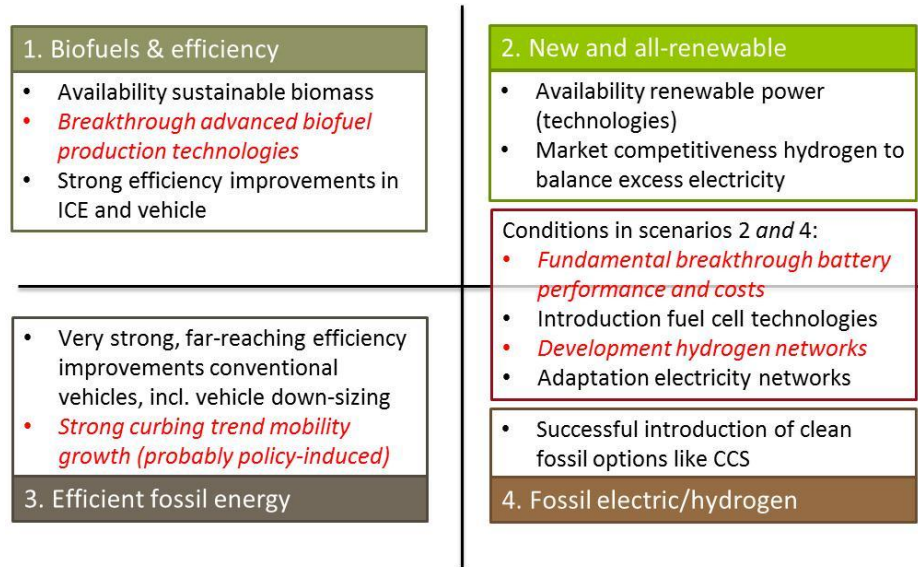 1. Biofuels & efficiency
• Availability sustainable biomass
• Breakthrough advanced biofuel
production technologies
• Strong efficiency improvements in
ICE and vehicle
2. New and all-renewable
• Availability renewable power
(technologies)
• Market competitiveness hydrogen to
balance excess electricity
Conditions in scenarios 2 and 4:
• Fundamental breakthrough battery
performance and costs
• Introduction fuel cell technologies
• Development hydrogen networks
• Adaptation electricity networks
• Very strong, far-reaching efficiency
improvements conventional
vehicles, incl. vehicle down-sizing
• Strong curbing trend mobility
growth (probably policy-induced)
3. Efficient fossil energy
• Successful introduction of clean
fossil options like CCS
4. Fossil electric/hydrogen